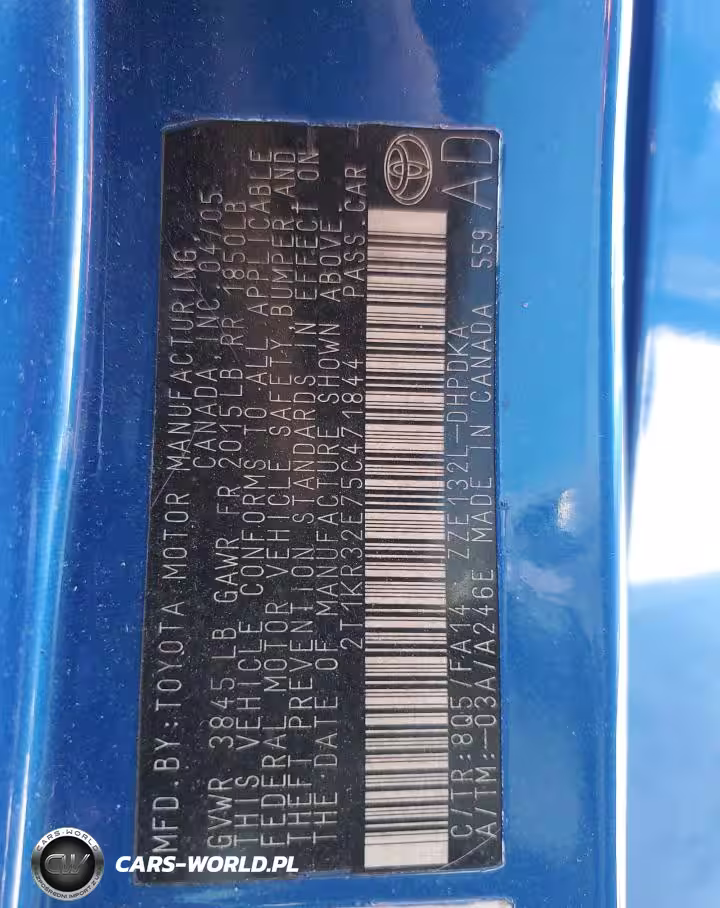 MFD. BY: TOYOTA MOTOR MANUFACTURING,
CANADA, INC. 04/05
GVWR 3845 LB GAWR FR 2015LB RR 1850LB
THIS VEHICLE CONFORMS TO ALL APPLICABLE
FEDERAL MOTOR VEHICLE SAFETY, BUMPER, AND
THEFT PREVENTION STANDARDS IN EFFECT ON
THE DATE OF MANUFACTURE SHOWN ABOVE.
2T1KR32E75C471844 PASS. CAR
C/TR: 8Q5/FA14 ZZE132L-DHPDKA
A/TM: -03A/A246E MADE IN CANADA 559
AD
CARS-WORLD
CW
CARS-WORLD.PL